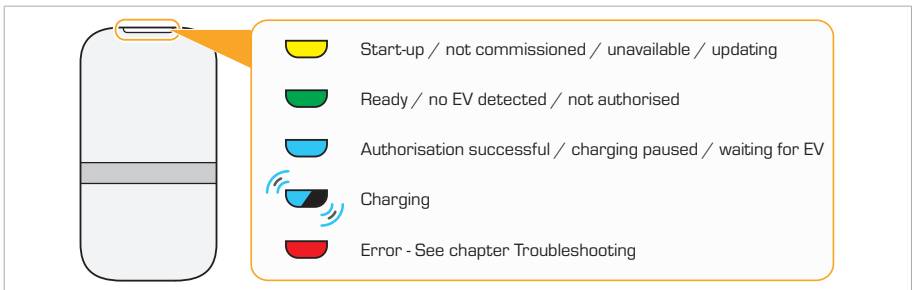 Start-up / not commissioned / unavailable / updating
Ready / no EV detected / not authorised
Authorisation successful / charging paused / waiting for EV
Charging
Error - See chapter Troubleshooting